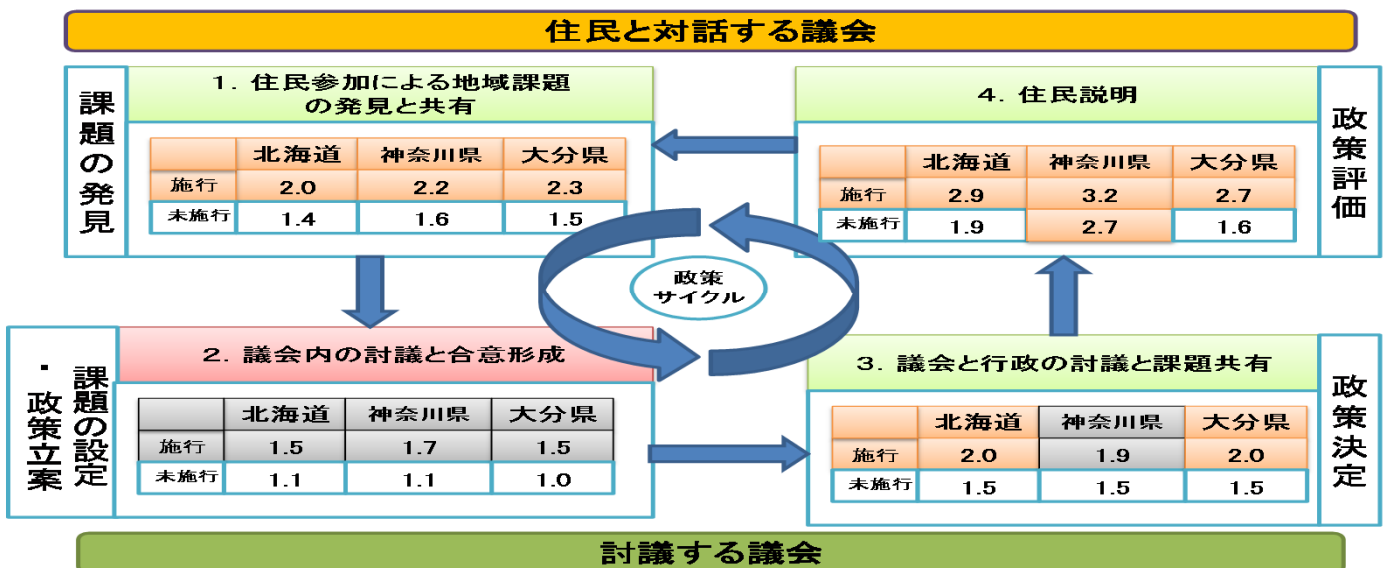 住民と対話する議会
課題の発見
1. 住民参加による地域課題
の発見と共有
北海道 神奈川県 大分県
施行 2.0 2.2 2.3
未施行 1.4 1.6 1.5
4. 住民説明
北海道 神奈川県 大分県
施行 2.9 3.2 2.7
未施行 1.9 2.7 1.6
政策評価
政策
サイクル
課題の設定
・政策立案
2. 議会内の討議と合意形成
北海道 神奈川県 大分県
施行 1.5 1.7 1.5
未施行 1.1 1.1 1.0
3. 議会と行政の討議と課題共有
北海道 神奈川県 大分県
施行 2.0 1.9 2.0
未施行 1.5 1.5 1.5
政策決定
討議する議会